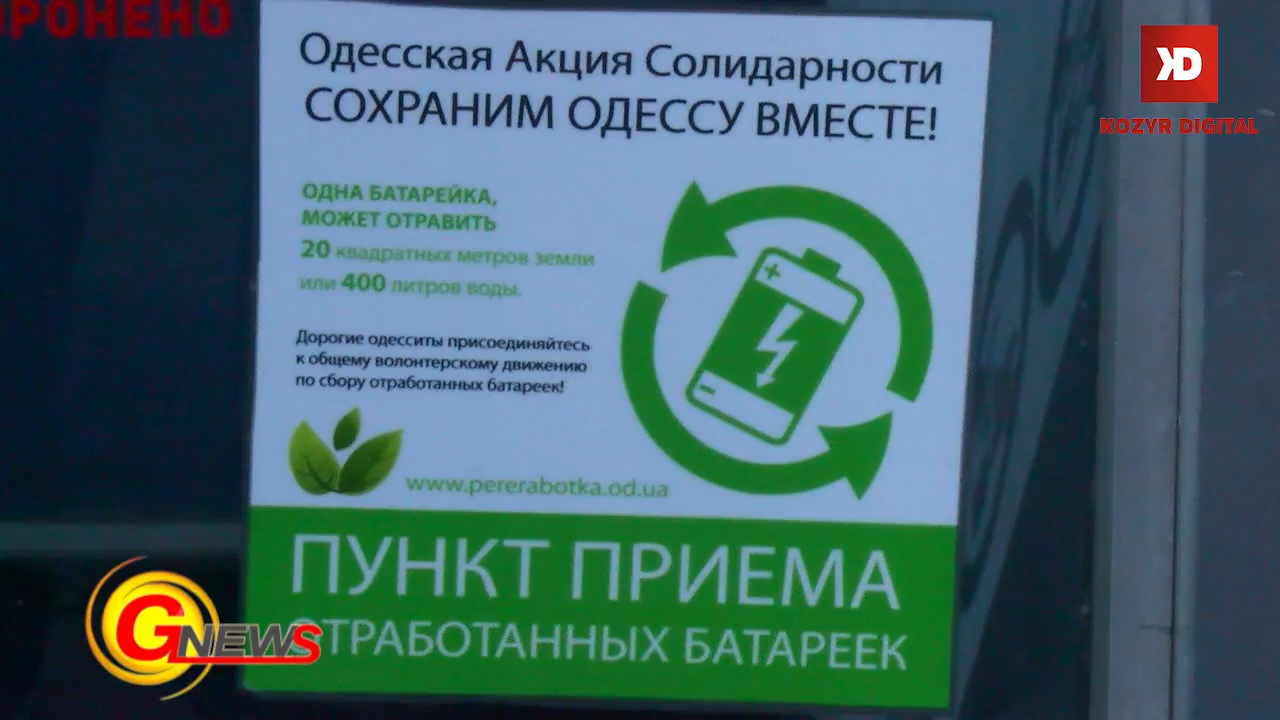 Одесская Акция Солидарности
СОХРАНИМ ОДЕССУ ВМЕСТЕ!
KD
KOZYR DIGITAL
ОДНА БАТАРЕЙКА,
МОЖЕТ ОТРАВИТЬ
20 квадратных метров земли
или 400 литров воды.
Дорогие одесситы присоединяйтесь
к общему волонтерскому движению
по сбору отработанных батареек!
www.pererabotka.od.ua
ПУНКТ ПРИЕМА
ОТРАБОТАННЫХ БАТАРЕЕК
GNEWS